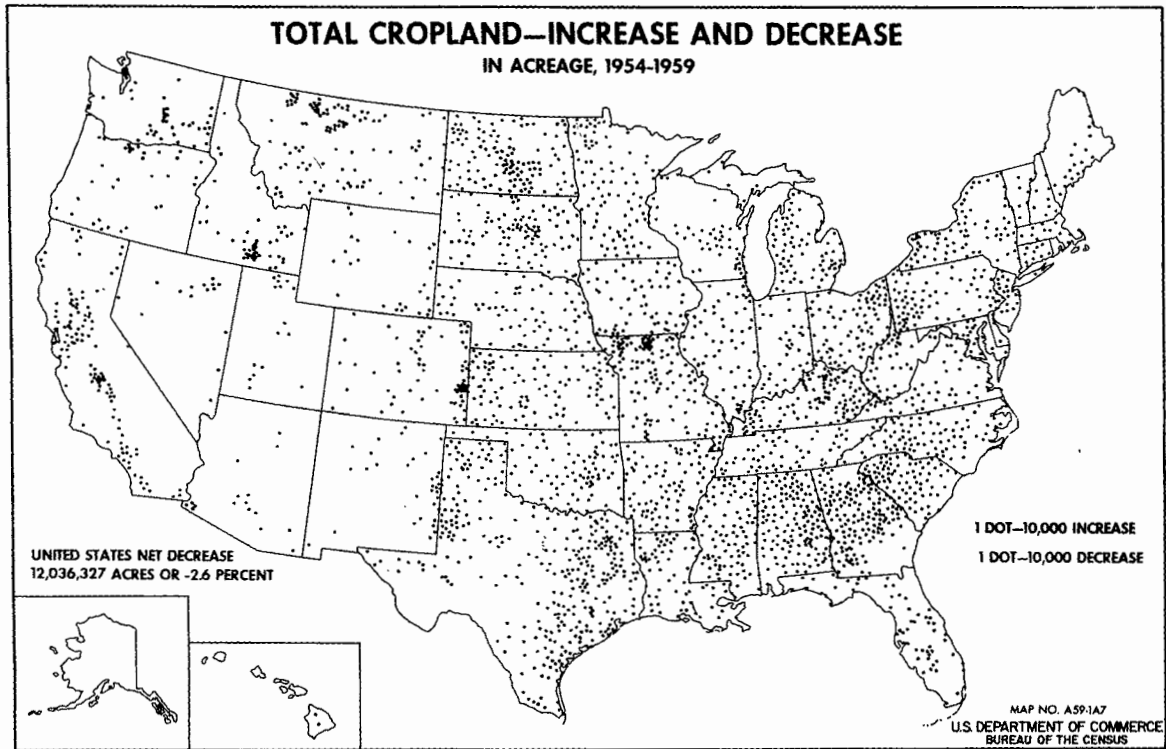 TOTAL CROPLAND—INCREASE AND DECREASE
IN ACREAGE, 1954-1959
1 DOT—10,000 INCREASE
1 DOT—10,000 DECREASE
UNITED STATES NET DECREASE
12,036,327 ACRES OR -2.6 PERCENT
MAP NO. A59-1A7
U.S. DEPARTMENT OF COMMERCE
BUREAU OF THE CENSUS